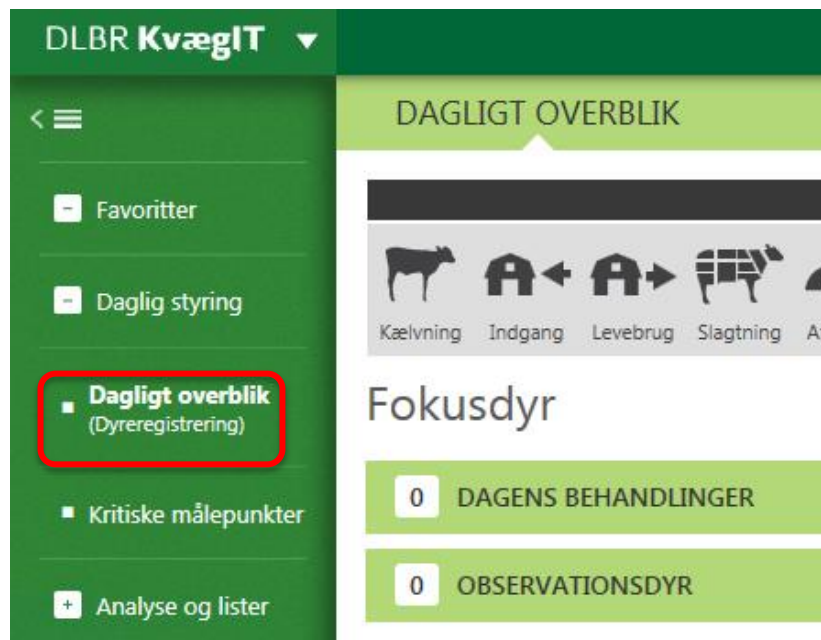 DLBR KvægIT
DAGLIGT OVERBLIK
Favoritter
Daglig styring
Dagligt overblik
(Dyreregistrering)
Kritiske målepunkter
Analyse og lister
Kælvning Indgang Levebrug Slagtning
Fokusdyr
0 DAGENS BEHANDLINGER
0 OBSERVATIONSDYR